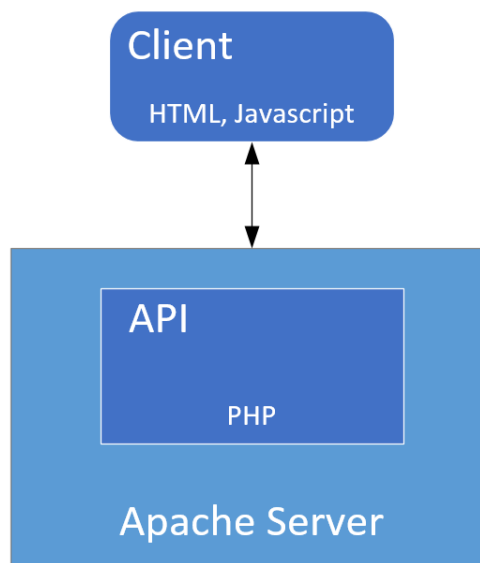 Client
HTML, Javascript
API
PHP
Apache Server